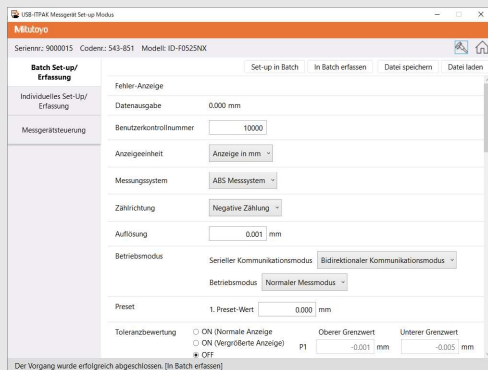 USB-ITPAK Messgerät Set-up Modus
Mitutoyo
Seriennr.: 9000015 Codenr.: 543-851 Modell: ID-F0525NX
Batch Set-up/
Erfassung
Individuelles Set-Up/
Erfassung
Messgerätsteuerung
Set-up in Batch In Batch erfassen Datei speichern Datei laden
Fehler-Anzeige
Datenausgabe 0.000 mm
Benutzerkontrollnummer 10000
Anzeigeeinheit Anzeige in mm
Messungssystem ABS Messsystem
Zählrichtung Negative Zählung
Auflösung 0.001 mm
Betriebsmodus Serieller Kommunikationsmodus Bidirektionaler Kommunikationsmodus
Betriebsmodus Normaler Messmodus
Preset 1. Preset-Wert 0.000 mm
Toleranzbewertung ON (Normale Anzeige Oberer Grenzwert Unterer Grenzwert
ON (Vergrößerte Anzeige) P1 -0.001 mm -0.005 mm
OFF
Der Vorgang wurde erfolgreich abgeschlossen. [In Batch erfassen]